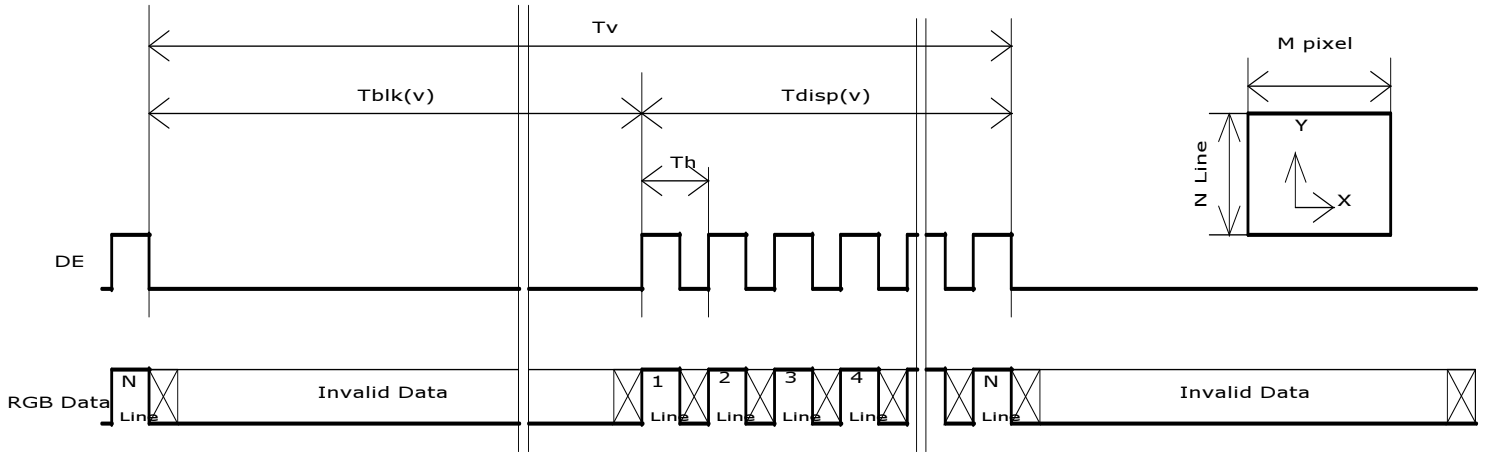 Tv
M pixel
Tblk(v)
Tdisp(v)
Y
Th
N Line
X
DE
N
Invalid Data
1
2
3
4
N
Invalid Data
RGB Data
Line
Line
Line
Line
Line
Line